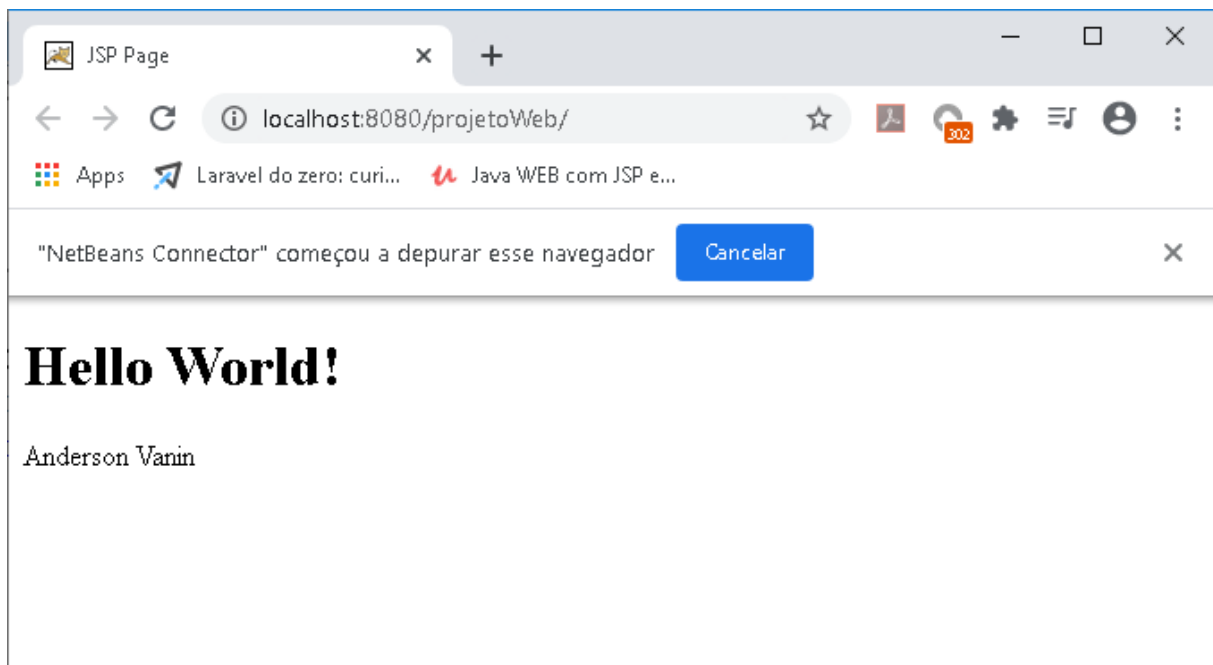 JSP Page
localhost:8080/projetoWeb/
302
Apps Laravel do zero: curi... Java WEB com JSP e...
"NetBeans Connector" começou a depurar esse navegador Cancelar
Hello World!
Anderson Vanin